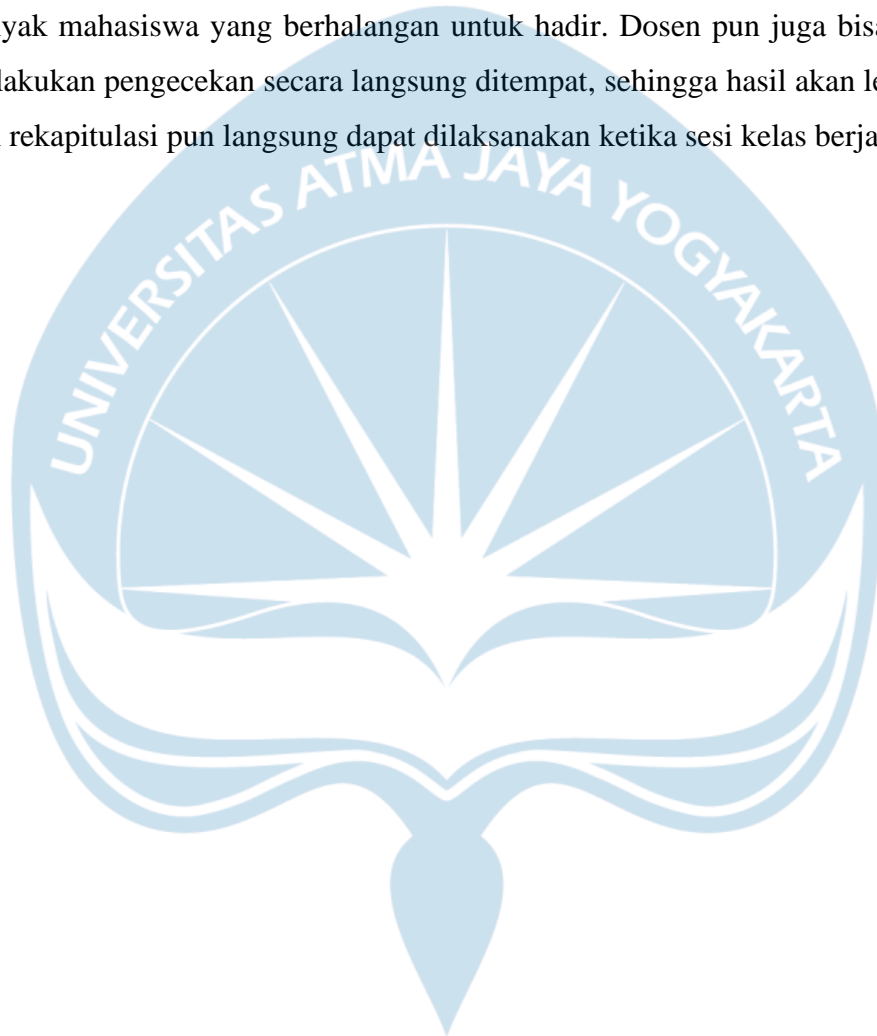 yak mahasiswa yang berhalangan untuk hadir. Dosen pun juga bisa
lakukan pengecekan secara langsung ditempat, sehingga hasil akan le
rekapitulasi pun langsung dapat dilaksanakan ketika sesi kelas berja
UNIVERSITAS ATMA JAYA YOGYAKARTA